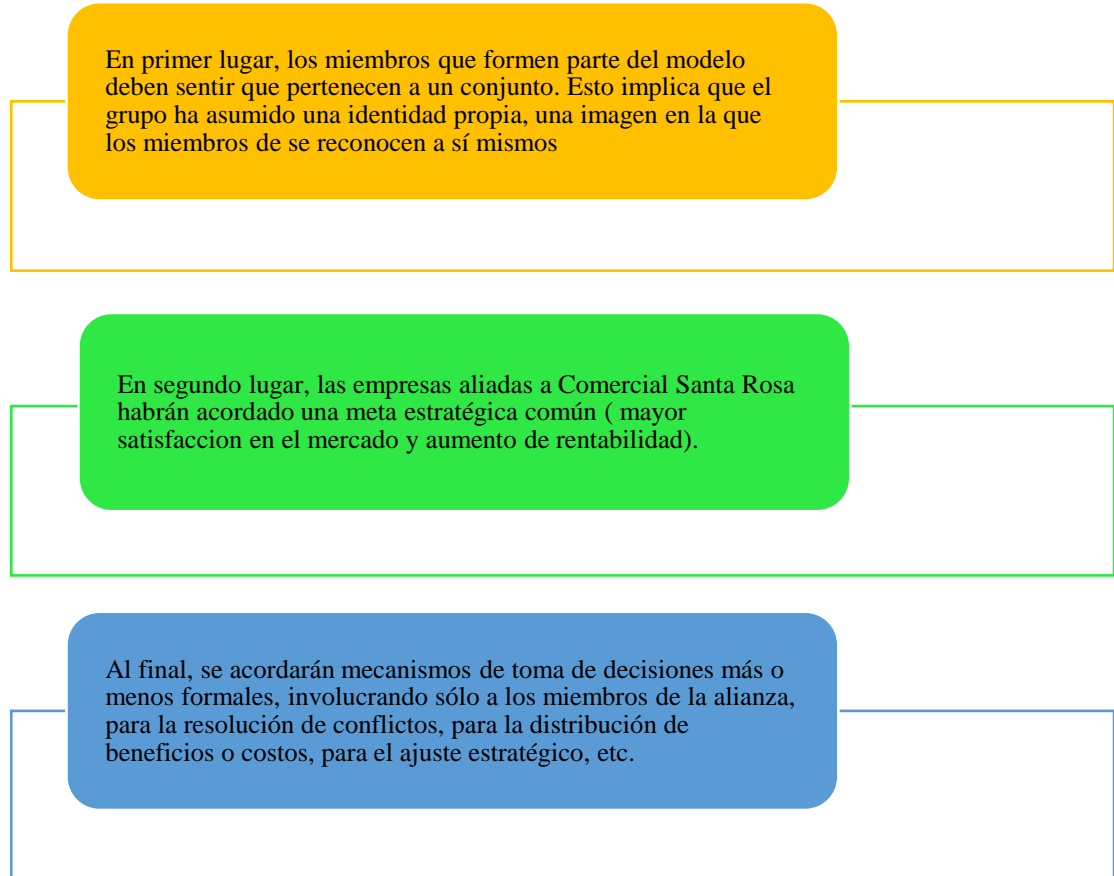 En primer lugar, los miembros que formen parte del modelo
deben sentir que pertenecen a un conjunto. Esto implica que el
grupo ha asumido una identidad propia, una imagen en la que
los miembros de se reconocen a sí mismos
En segundo lugar, las empresas aliadas a Comercial Santa Rosa
habrán acordado una meta estratégica común ( mayor
satisfaccion en el mercado y aumento de rentabilidad).
Al final, se acordarán mecanismos de toma de decisiones más o
menos formales, involucrando sólo a los miembros de la alianza,
para la resolución de conflictos, para la distribución de
beneficios o costos, para el ajuste estratégico, etc.